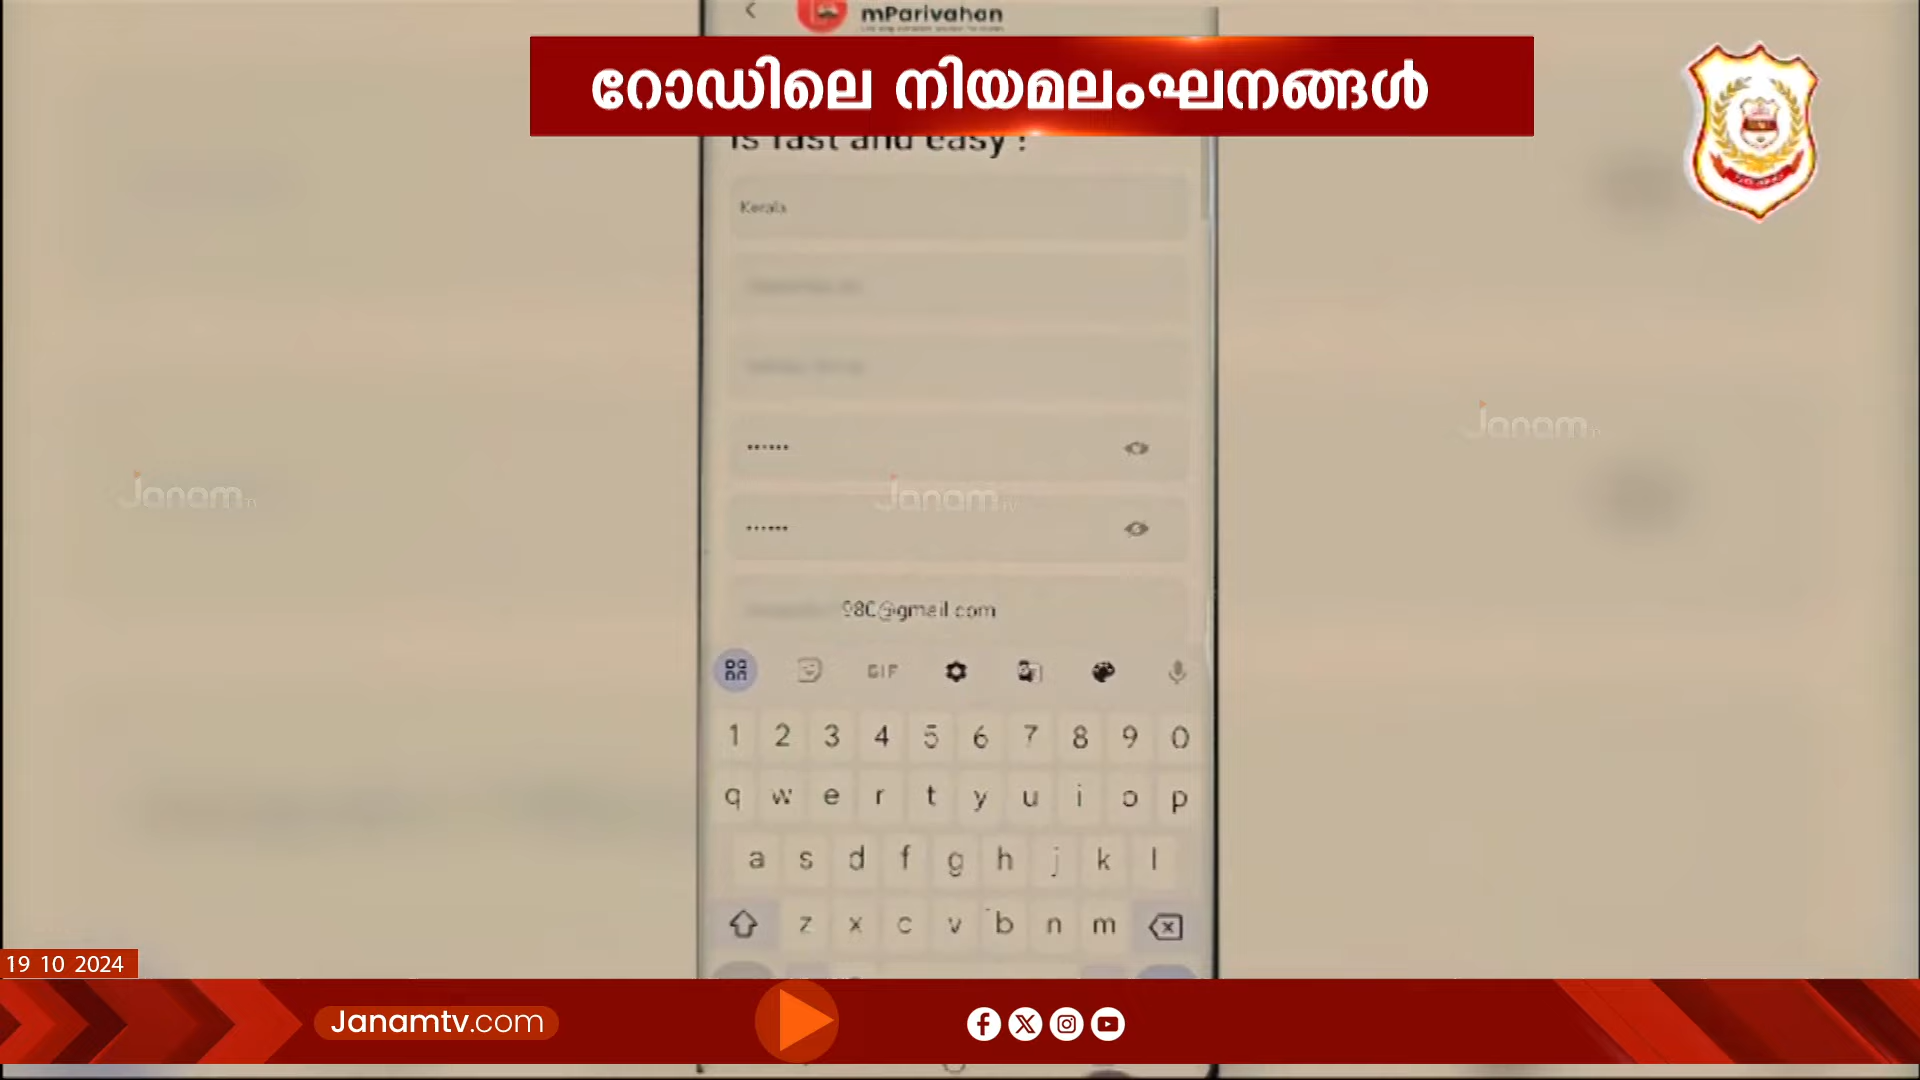 mParivahan
റോഡിലെ നിയമലംഘനങ്ങൾ
is fast and easy !
Kerala
Janam
Janam
Janam
980@gmail.com
GIF
1 2 3 4 5 6 7 8 9 0
q w e r t y u i o p
a s d f g h j k l
z x c v b n m
19 10 2024
Janamtv.com